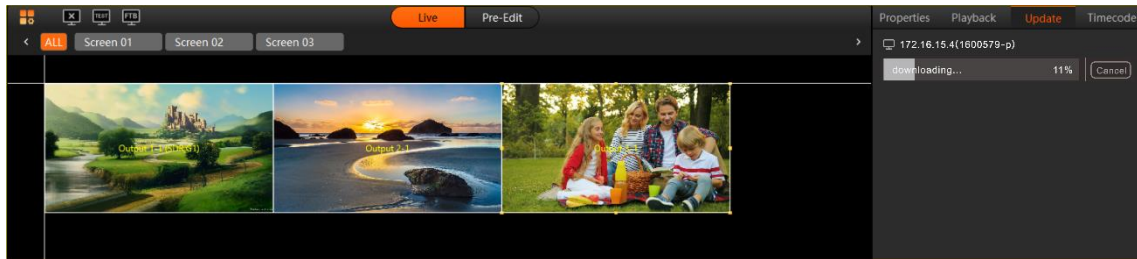 TEST
FTB
Live
Pre-Edit
Properties
Playback
Update
Timecode
ALL
Screen 01
Screen 02
Screen 03
172.16.15.4(1600579-p)
downloading...
11%
Cancel
Output 2-1